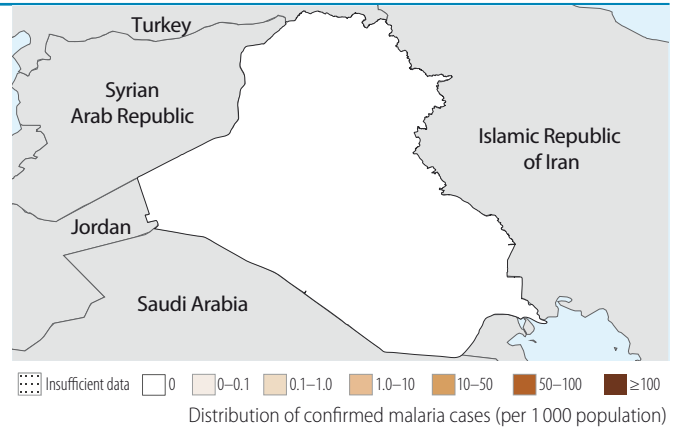 Turkey
Syrian
Arab Republic
Islamic Republic
of Iran
Jordan
Saudi Arabia
Insufficient data 0 0–0.1 0.1–1.0 1.0–10 10–50 50–100 ≥100
Distribution of confirmed malaria cases (per 1 000 population)